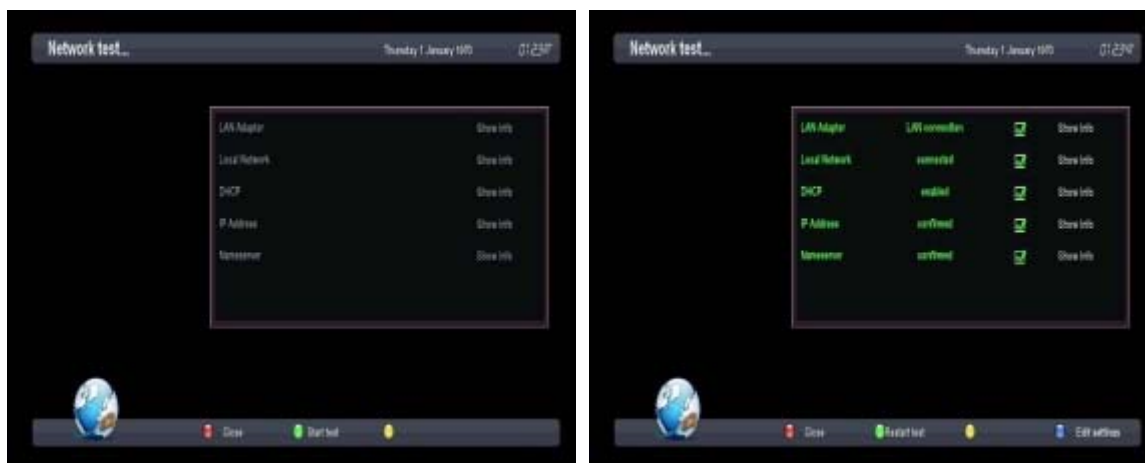 Network test...
Thursday 1 January 1970
LAN Adapter Show Info
Local Network Show Info
DHCP Show Info
IP Address Show Info
Nameserver Show Info
Close Start test
Network test...
Thursday 1 January 1970
LAN Adapter LAN connection Show Info
Local Network connected Show Info
DHCP enabled Show Info
IP Address confirmed Show Info
Nameserver confirmed Show Info
Close Restart test Edit settings